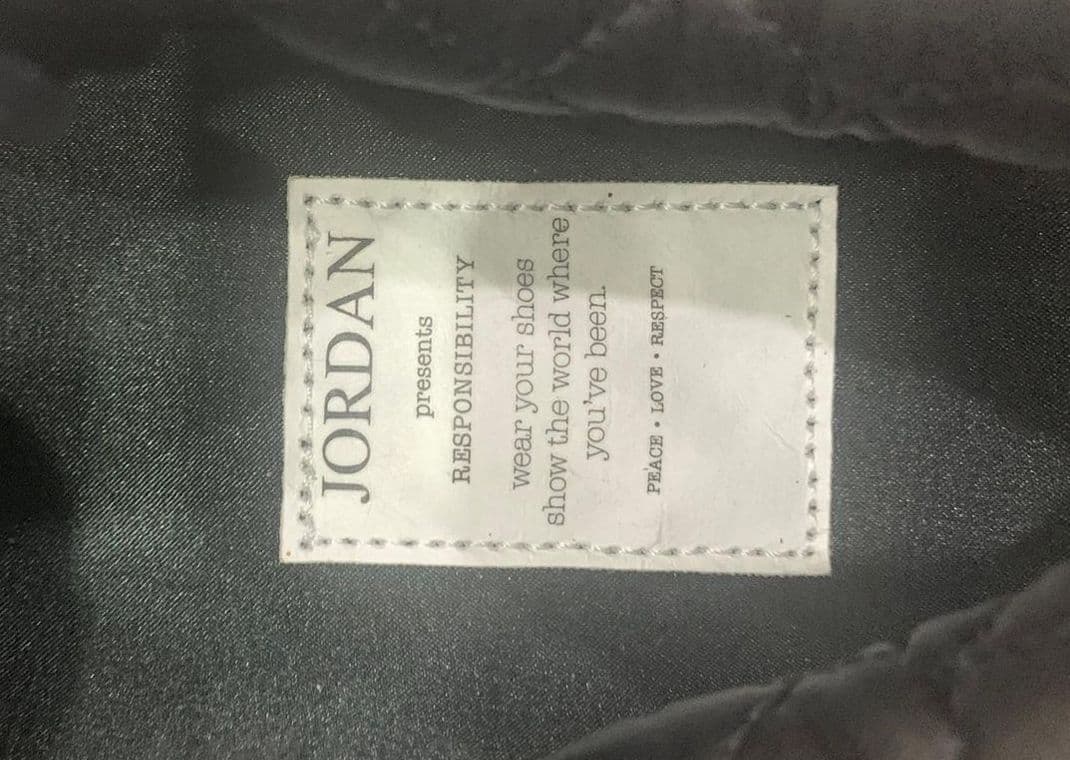 JORDAN
presents
RESPONSIBILITY
wear your shoes
show the world where
you've been.
PEACE • LOVE • RESPECT